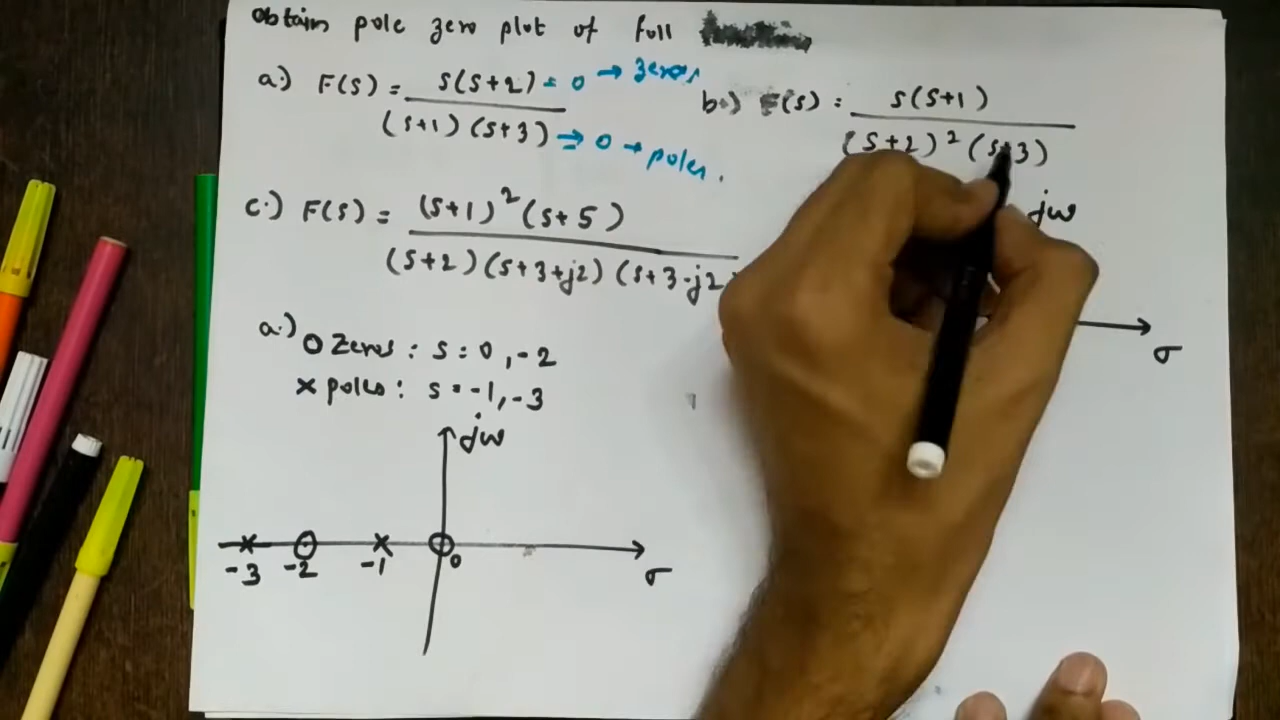 Obtain pole zero plot of full
a.) F(s) = s(s+2) = 0 → zeros
(s+1)(s+3) ⇒ 0 → poles.
b.) F(s) : s(s+1)
(s+2)² (s+3)
c.) F(s) = (s+1)² (s+5)
(s+2)(s+3+j2)(s+3-j2
a.) O Zeros : s = 0, -2
× poles : s = -1, -3
jω
-3 -2 -1 0 σ
jω
σ